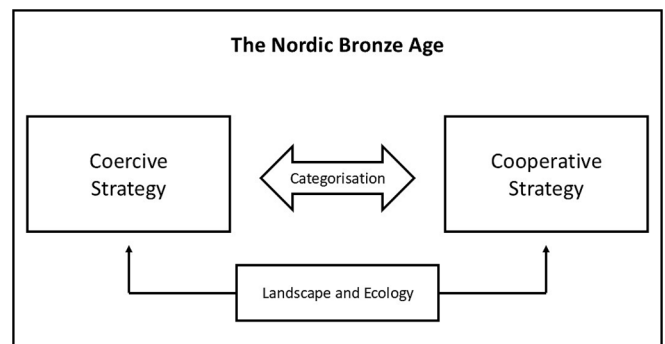 The Nordic Bronze Age
Coercive
Strategy
Categorisation
Cooperative
Strategy
Landscape and Ecology